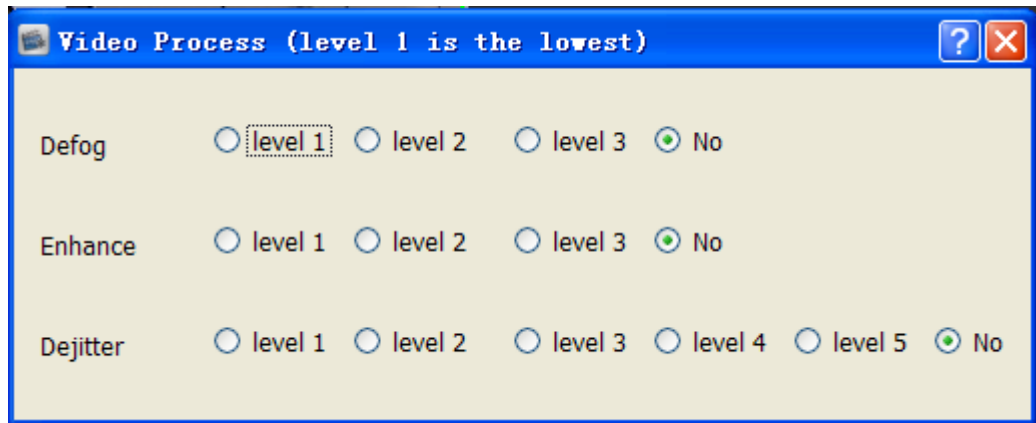 Video Process (level 1 is the lowest)
Defog level 1 level 2 level 3 No
Enhance level 1 level 2 level 3 No
Dejitter level 1 level 2 level 3 level 4 level 5 No